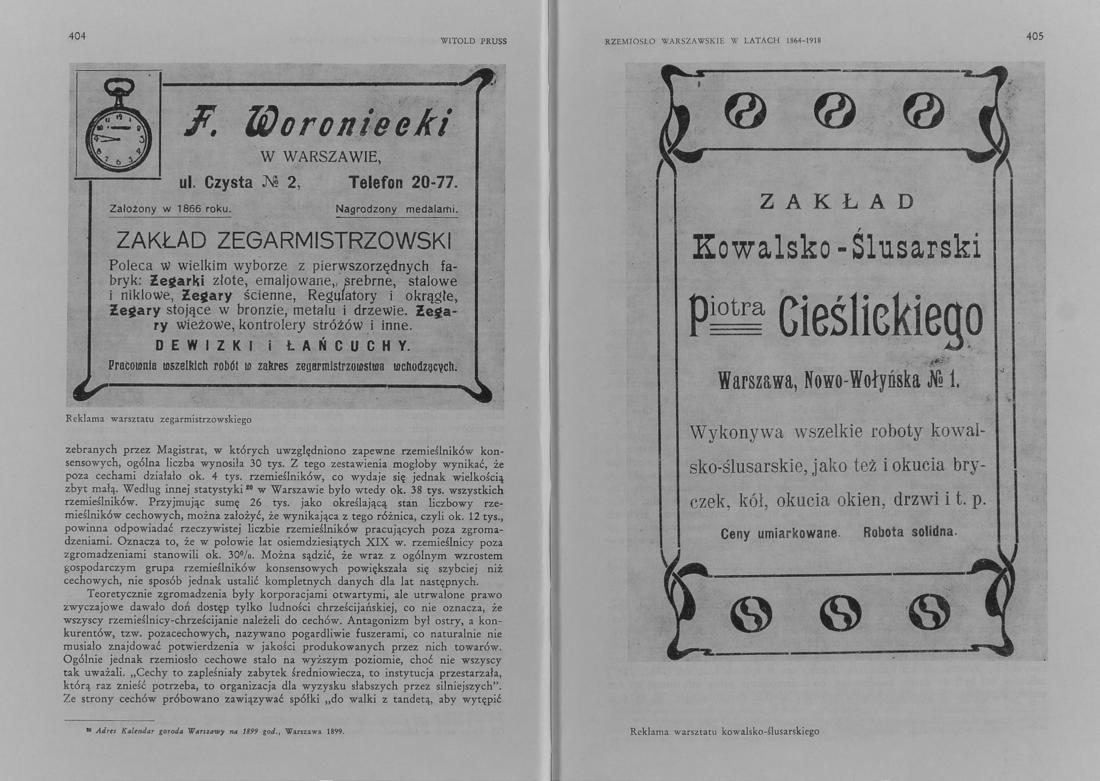 404
WITOLD PRUSS
F. Woroniecki
W WARSZAWIE,
ul. Czysta № 2, Telefon 20-77.
Założony w 1866 roku. Nagrodzony medalami.
ZAKŁAD ZEGARMISTRZOWSKI
Poleca w wielkim wyborze z pierwszorzędnych fa-
bryk: Zegarki złote, emaljowane, srebrne, stalowe
i niklowe, Zegary ścienne, Regulatory i okrągłe,
Zegary stojące w bronzie, metalu i drzewie. Zega-
ry wieżowe, kontrolery stróżów i inne.
DEWIZKI i ŁAŃCUCHY.
Pracownia wszelkich robót w zakres zegarmistrzowstwa wchodzących.
Reklama warsztatu zegarmistrzowskiego
zebranych przez Magistrat, w których uwzględniono zapewne rzemieślników kon-
sensowych, ogólna liczba wynosiła 30 tys. Z tego zestawienia mogłoby wynikać, że
poza cechami działało ok. 4 tys. rzemieślników, co wydaje się jednak wielkością
zbyt małą. Według innej statystyki²⁰ w Warszawie było wtedy ok. 38 tys. wszystkich
rzemieślników. Przyjmując sumę 26 tys. jako określającą stan liczbowy rze-
mieślników cechowych, można założyć, że wynikająca z tego różnica, czyli ok. 12 tys.,
powinna odpowiadać rzeczywistej liczbie rzemieślników pracujących poza zgroma-
dzeniami. Oznacza to, że w połowie lat osiemdziesiątych XIX w. rzemieślnicy poza
zgromadzeniami stanowili ok. 30%. Można sądzić, że wraz z ogólnym wzrostem
gospodarczym grupa rzemieślników konsensowych powiększała się szybciej niż
cechowych, nie sposób jednak ustalić kompletnych danych dla lat następnych.
Teoretycznie zgromadzenia były korporacjami otwartymi, ale utrwalone prawo
zwyczajowe dawało doń dostęp tylko ludności chrześcijańskiej, co nie oznacza, że
wszyscy rzemieślnicy-chrześcijanie należeli do cechów. Antagonizm był ostry, a kon-
kurentów, tzw. pozacechowych, nazywano pogardliwie fuszerami, co naturalnie nie
musiało znajdować potwierdzenia w jakości produkowanych przez nich towarów.
Ogólnie jednak rzemiosło cechowe stało na wyższym poziomie, choć nie wszyscy
tak uważali. „Cechy to zapleśniały zabytek średniowiecza, to instytucja przestarzała,
którą raz znieść potrzeba, to organizacja dla wyzysku słabszych przez silniejszych”.
Ze strony cechów próbowano zawiązywać spółki „do walki z tandetą, aby wytępić
²⁰ Adres Kalendar goroda Warszawy na 1899 god., Warszawa 1899.
RZEMIOSŁO WARSZAWSKIE W LATACH 1864-1918
405
ZAKŁAD
Kowalsko-Ślusarski
Piotra Cieślickiego
Warszawa, Nowo-Wołyńska № 1.
Wykonywa wszelkie roboty kowal-
sko-ślusarskie, jako też i okucia bry-
czek, kół, okucia okien, drzwi i t. p.
Ceny umiarkowane. Robota solidna.
Reklama warsztatu kowalsko-ślusarskiego